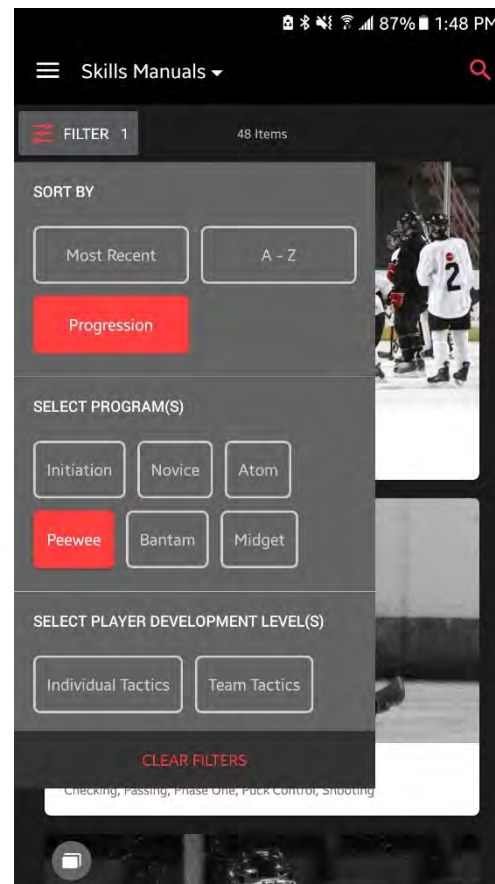 87% 1:48 PM
Skills Manuals
FILTER 1
48 Items
SORT BY
Most Recent
A - Z
Progression
2
SELECT PROGRAM(S)
Initiation
Novice
Atom
Peewee
Bantam
Midget
SELECT PLAYER DEVELOPMENT LEVEL(S)
Individual Tactics
Team Tactics
CLEAR FILTERS
Checking, Passing, Phase One, Puck Control, Shooting